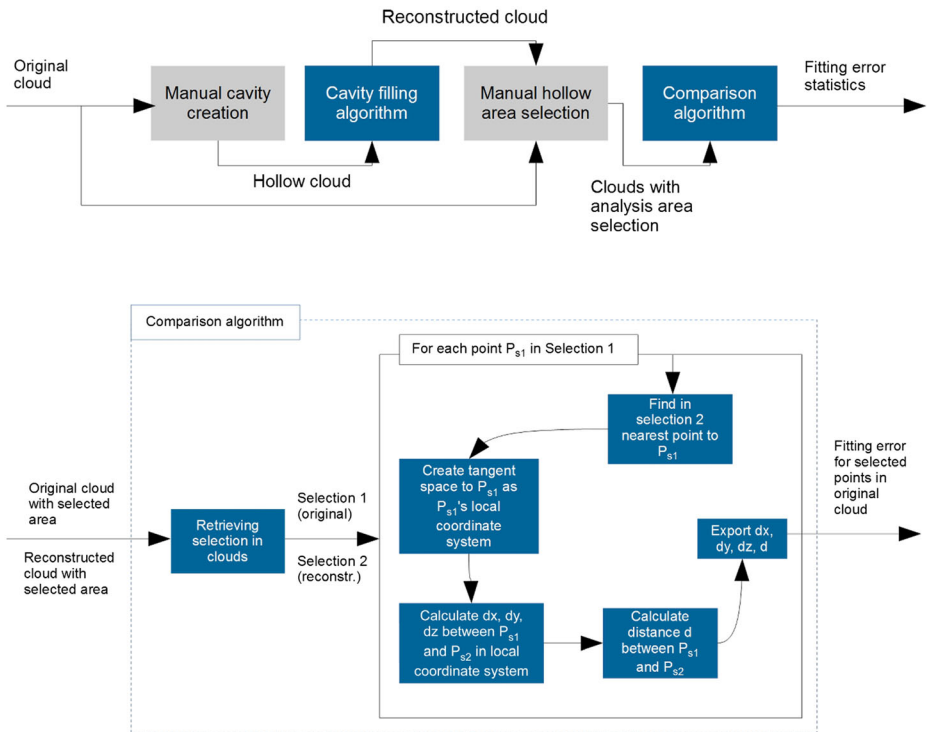 Reconstructed cloud
Original
cloud
Manual cavity
creation
Cavity filling
algorithm
Manual hollow
area selection
Comparison
algorithm
Fitting error
statistics
Hollow cloud
Clouds with
analysis area
selection
Comparison algorithm
For each point Ps1 in Selection 1
Find in
selection 2
nearest point to
Ps1
Create tangent
space to Ps1 as
Ps1's local
coordinate
system
Original cloud
with selected
area
Reconstructed
cloud with
selected area
Retrieving
selection in
clouds
Selection 1
(original)
Selection 2
(reconstr.)
Calculate dx, dy,
dz between Ps1
and Ps2 in local
coordinate system
Calculate
distance d
between Ps1
and Ps2
Export dx,
dy, dz, d
Fitting error
for selected
points in
original
cloud